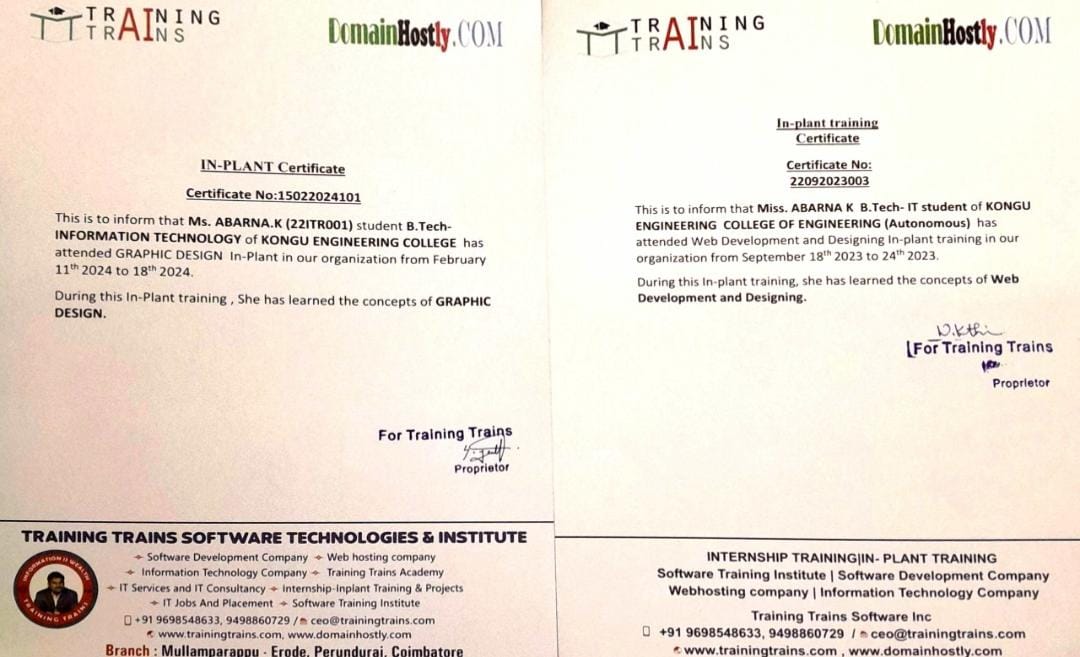 TRAINING
TRAINS
DomainHostly.COM
IN-PLANT Certificate
Certificate No:15022024101
This is to inform that Ms. ABARNA.K (22ITR001) student B.Tech-
INFORMATION TECHNOLOGY of KONGU ENGINEERING COLLEGE has
attended GRAPHIC DESIGN In-Plant in our organization from February
11th 2024 to 18th 2024.
During this In-Plant training , She has learned the concepts of GRAPHIC
DESIGN.
For Training Trains
Proprietor
TRAINING TRAINS SOFTWARE TECHNOLOGIES & INSTITUTE
INFORMATION IS WEALTH
TRAINING TRAINS
Software Development Company Web hosting company
Information Technology Company Training Trains Academy
IT Services and IT Consultancy Internship-Inplant Training & Projects
IT Jobs And Placement Software Training Institute
+91 9698548633, 9498860729 / ceo@trainingtrains.com
www.trainingtrains.com, www.domainhostly.com
Branch : Mullamparappu - Erode, Perundurai, Coimbatore
TRAINING
TRAINS
DomainHostly.COM
In-plant training
Certificate
Certificate No:
22092023003
This is to inform that Miss. ABARNA K B.Tech- IT student of KONGU
ENGINEERING COLLEGE OF ENGINEERING (Autonomous) has
attended Web Development and Designing In-plant training in our
organization from September 18th 2023 to 24th 2023.
During this In-plant training, she has learned the concepts of Web
Development and Designing.
For Training Trains
Proprietor
INTERNSHIP TRAINING|IN- PLANT TRAINING
Software Training Institute | Software Development Company
Webhosting company | Information Technology Company
Training Trains Software Inc
+91 9698548633, 9498860729 / ceo@trainingtrains.com
www.trainingtrains.com , www.domainhostly.com